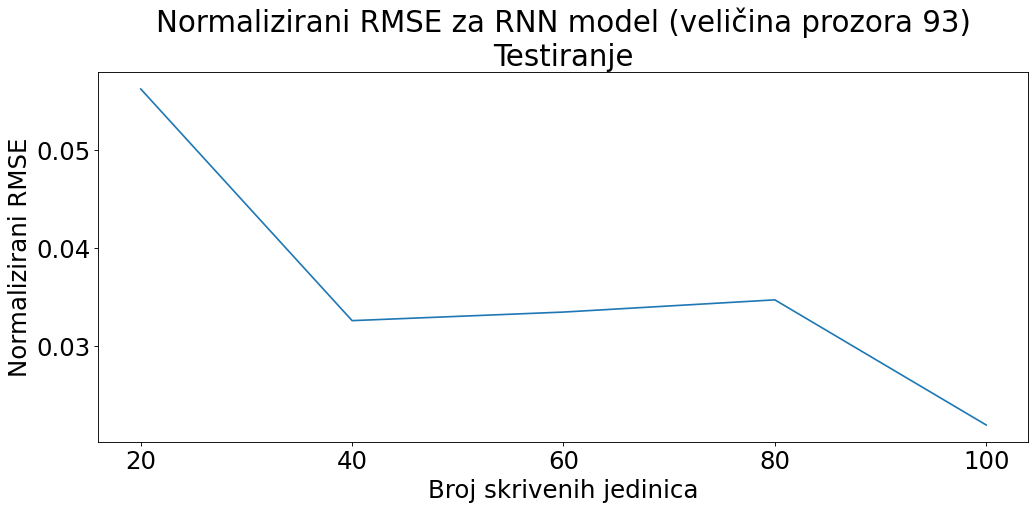 Normalizirani RMSE za RNN model (veličina prozora 93)
Testiranje
Normalizirani RMSE
0.05
0.04
0.03
20 40 60 80 100
Broj skrivenih jedinica